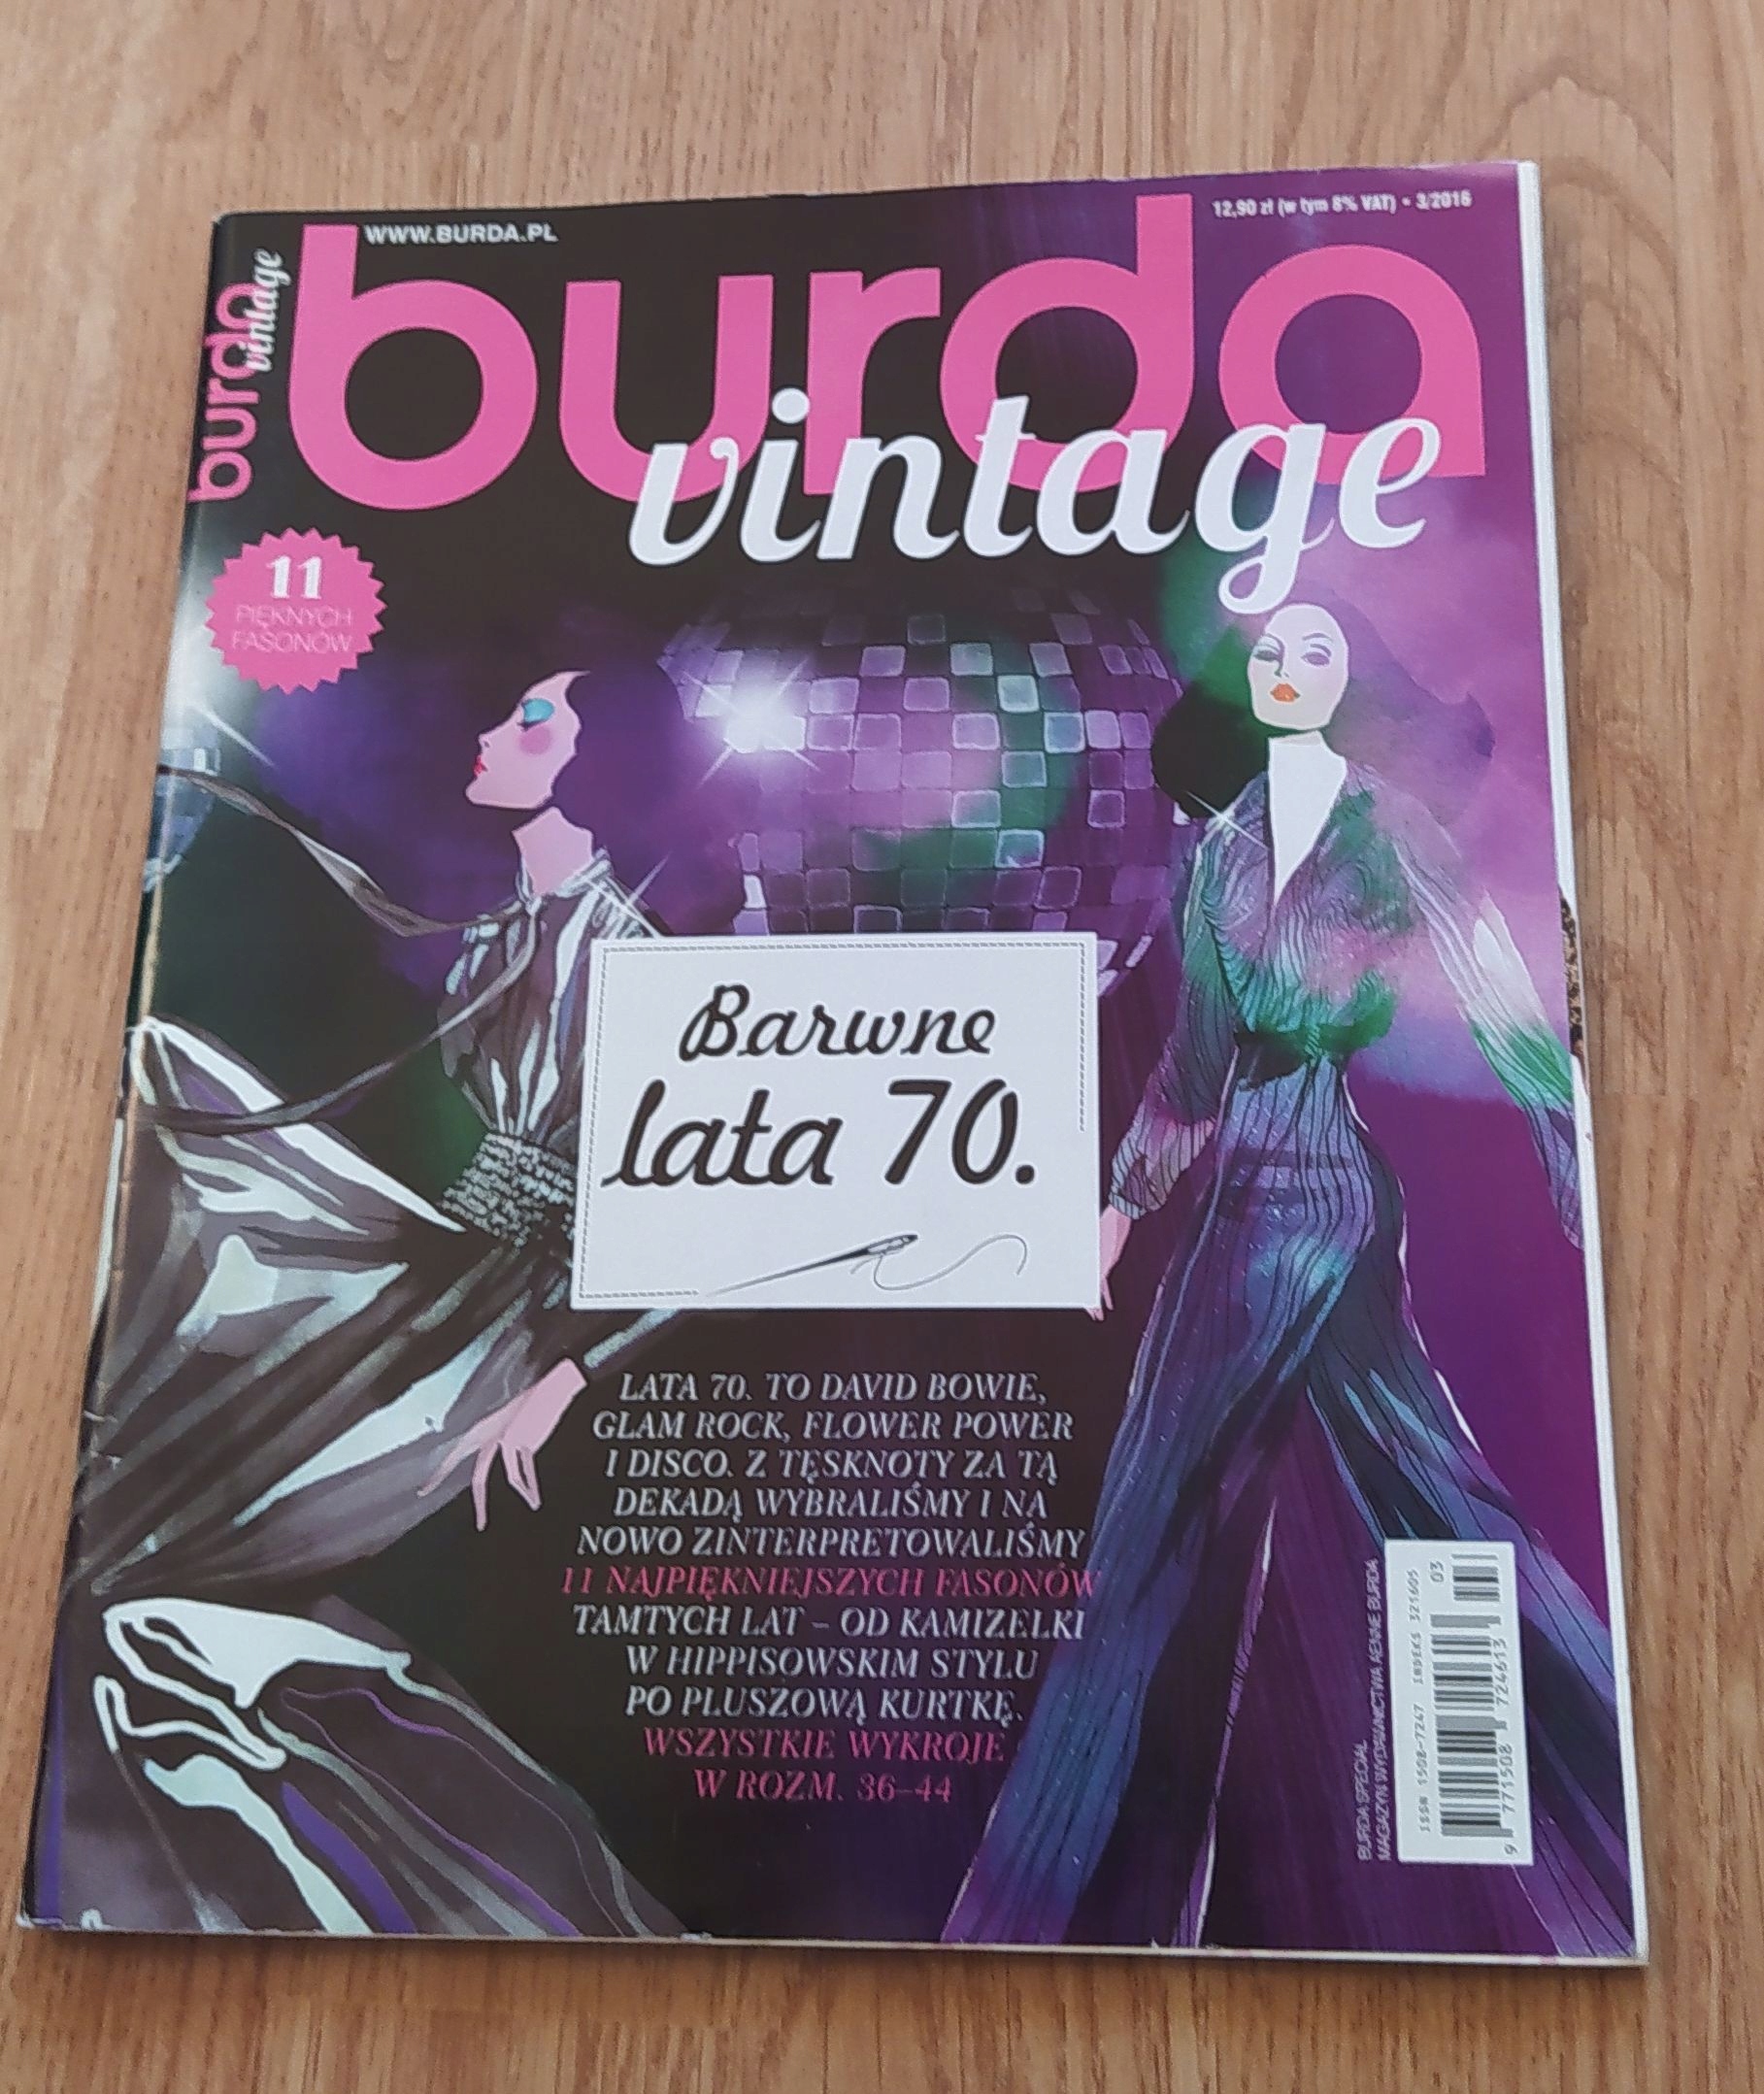 WWW.BURDA.PL
12,90 zł (w tym 8% VAT) • 3/2016
burda
vintage
burda
vintage
11
PIĘKNYCH
FASONÓW
Barwne
lata 70.
LATA 70. TO DAVID BOWIE,
GLAM ROCK, FLOWER POWER
I DISCO. Z TĘSKNOTY ZA TĄ
DEKADĄ WYBRALIŚMY I NA
NOWO ZINTERPRETOWALIŚMY
11 NAJPIĘKNIEJSZYCH FASONÓW
TAMTYCH LAT – OD KAMIZELKI
W HIPPISOWSKIM STYLU
PO PLUSZOWĄ KURTKĘ.
WSZYSTKIE WYKROJE
W ROZM. 36–44
BURDA SPECIAL
MAGAZYN WYDAWNICTWA AENNE BURDA
ISSN 1508-7247 INDEKS 321605
03
9 771508 724613